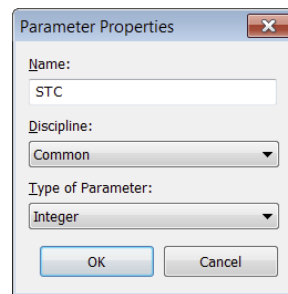 Parameter Properties
Name:
STC
Discipline:
Common
Type of Parameter:
Integer
OK Cancel